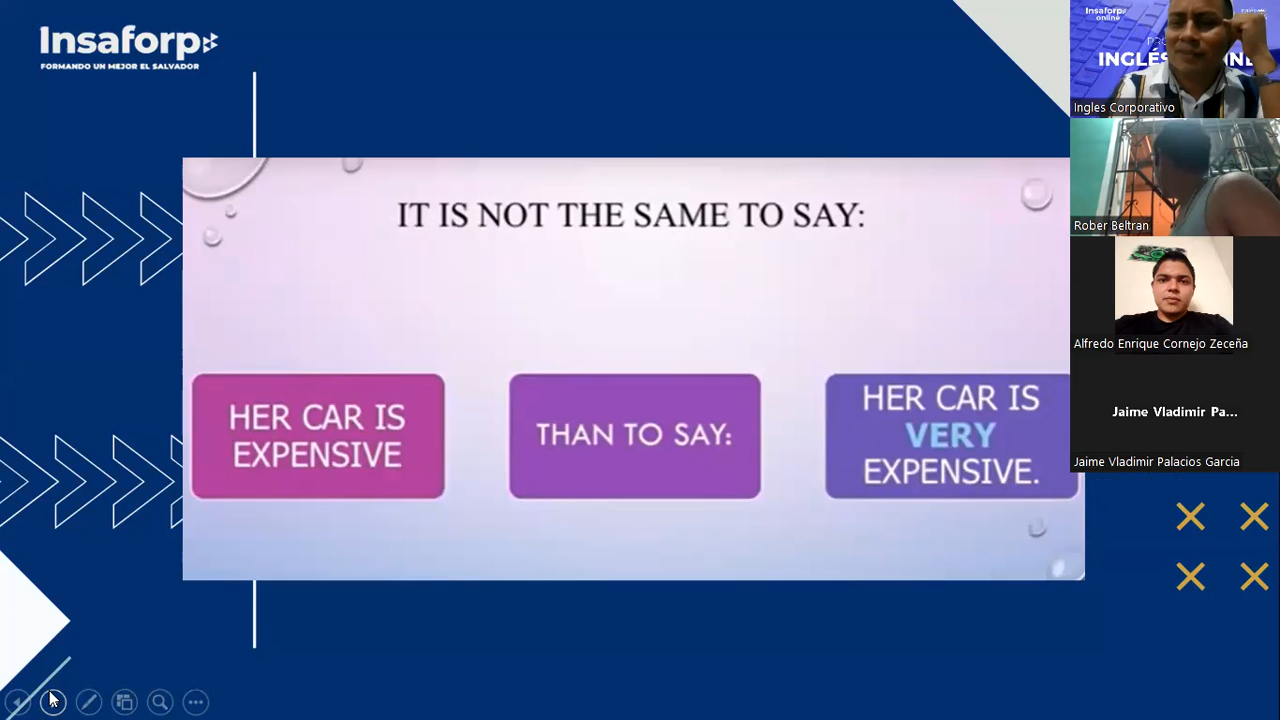 Insaforp
FORMANDO UN MEJOR EL SALVADOR
IT IS NOT THE SAME TO SAY:
HER CAR IS
EXPENSIVE
THAN TO SAY:
HER CAR IS
VERY
EXPENSIVE.
Insaforp
online
INGLÉS
Ingles Corporativo
Rober Beltran
Alfredo Enrique Cornejo Zeceña
Jaime Vladimir Pa...
Jaime Vladimir Palacios Garcia